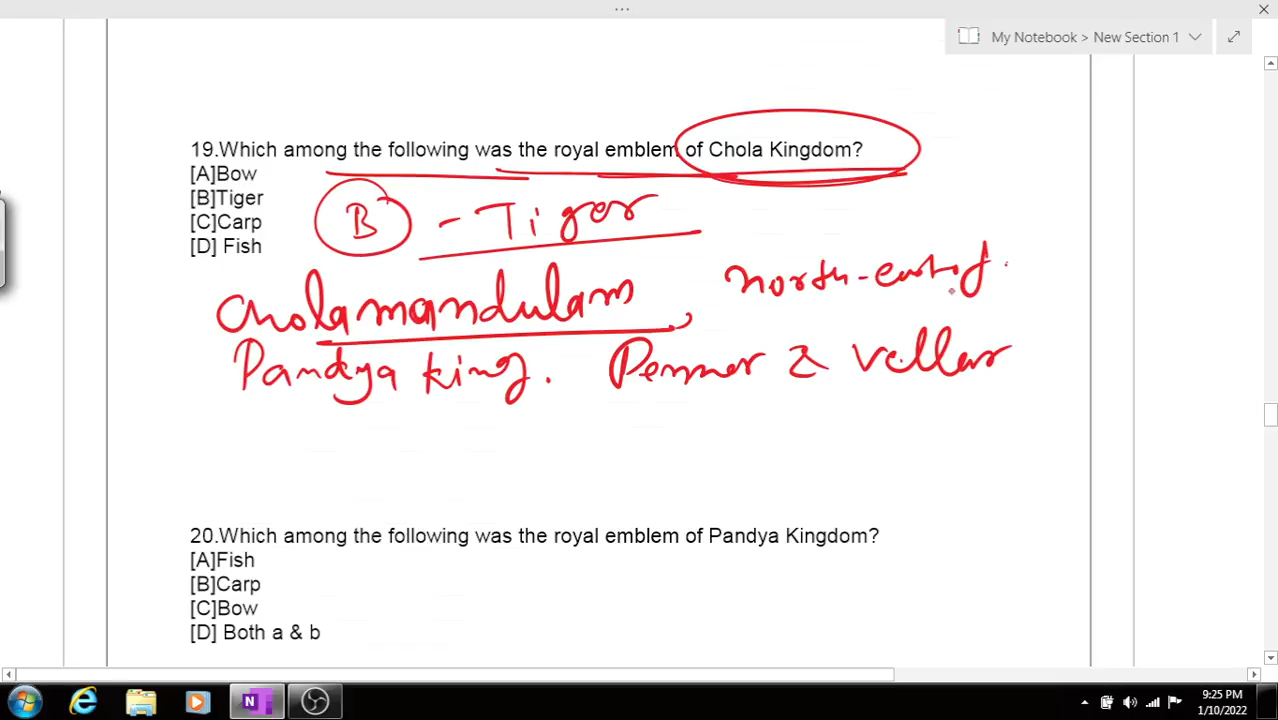 My Notebook > New Section 1
19.Which among the following was the royal emblem of Chola Kingdom?
[A]Bow
[B]Tiger
[C]Carp
[D] Fish
B - Tiger
Cholamandulam,
north-east of
Pandya king. Pennar & Vellar
20.Which among the following was the royal emblem of Pandya Kingdom?
[A]Fish
[B]Carp
[C]Bow
[D] Both a & b
9:25 PM
1/10/2022